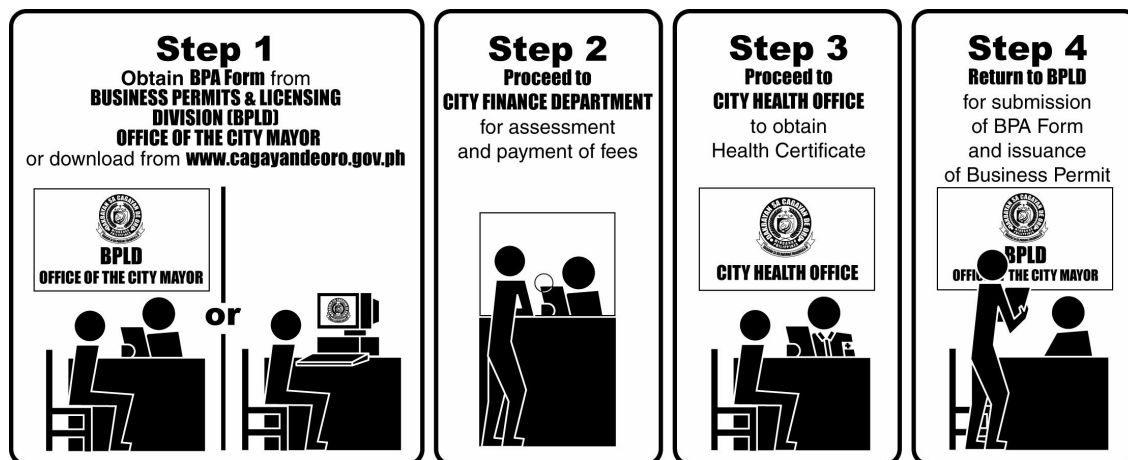 Step 1
Obtain BPA Form from
BUSINESS PERMITS & LICENSING
DIVISION (BPLD)
OFFICE OF THE CITY MAYOR
or download from www.cagayandeoro.gov.ph
BPLD
OFFICE OF THE CITY MAYOR
or
Step 2
Proceed to
CITY FINANCE DEPARTMENT
for assessment
and payment of fees
Step 3
Proceed to
CITY HEALTH OFFICE
to obtain
Health Certificate
CITY HEALTH OFFICE
Step 4
Return to BPLD
for submission
of BPA Form
and issuance
of Business Permit
BPLD
THE CITY MAYOR